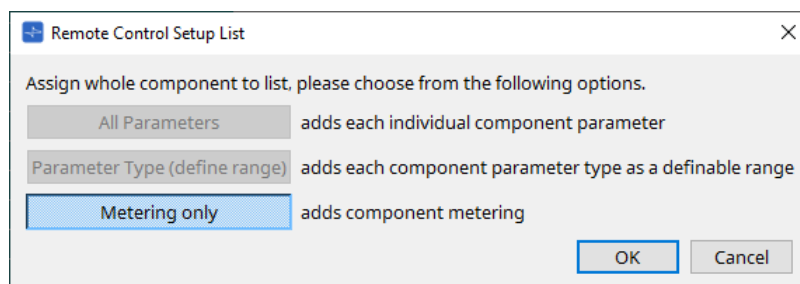 Remote Control Setup List
Assign whole component to list, please choose from the following options.
All Parameters adds each individual component parameter
Parameter Type (define range) adds each component parameter type as a definable range
Metering only adds component metering
OK Cancel